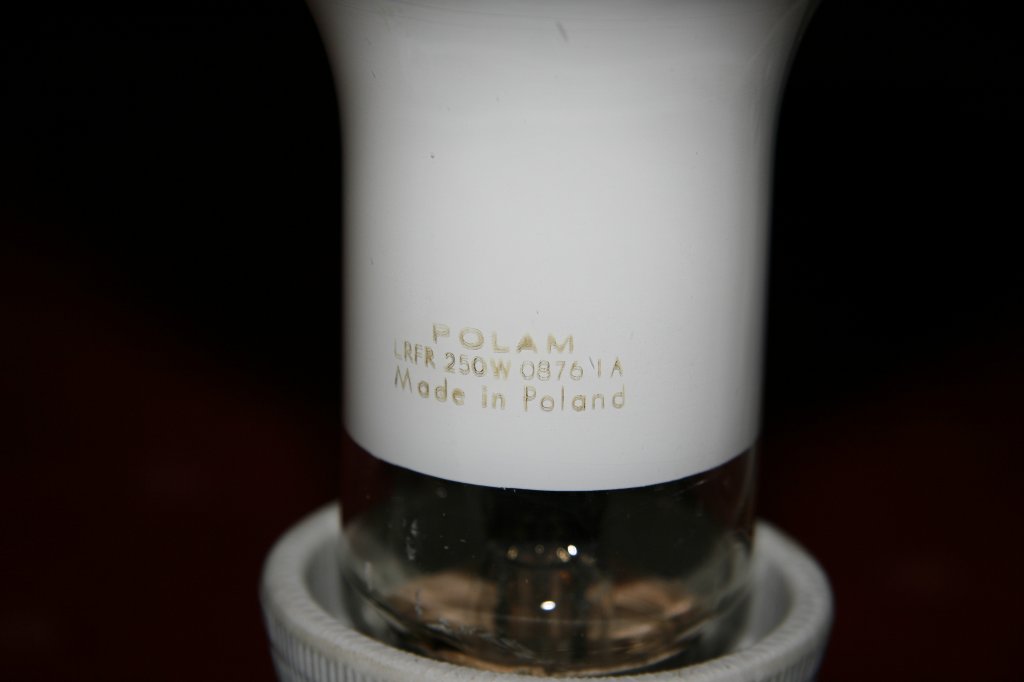 POLAM
LRFR 250W 0876 1A
Made in Poland